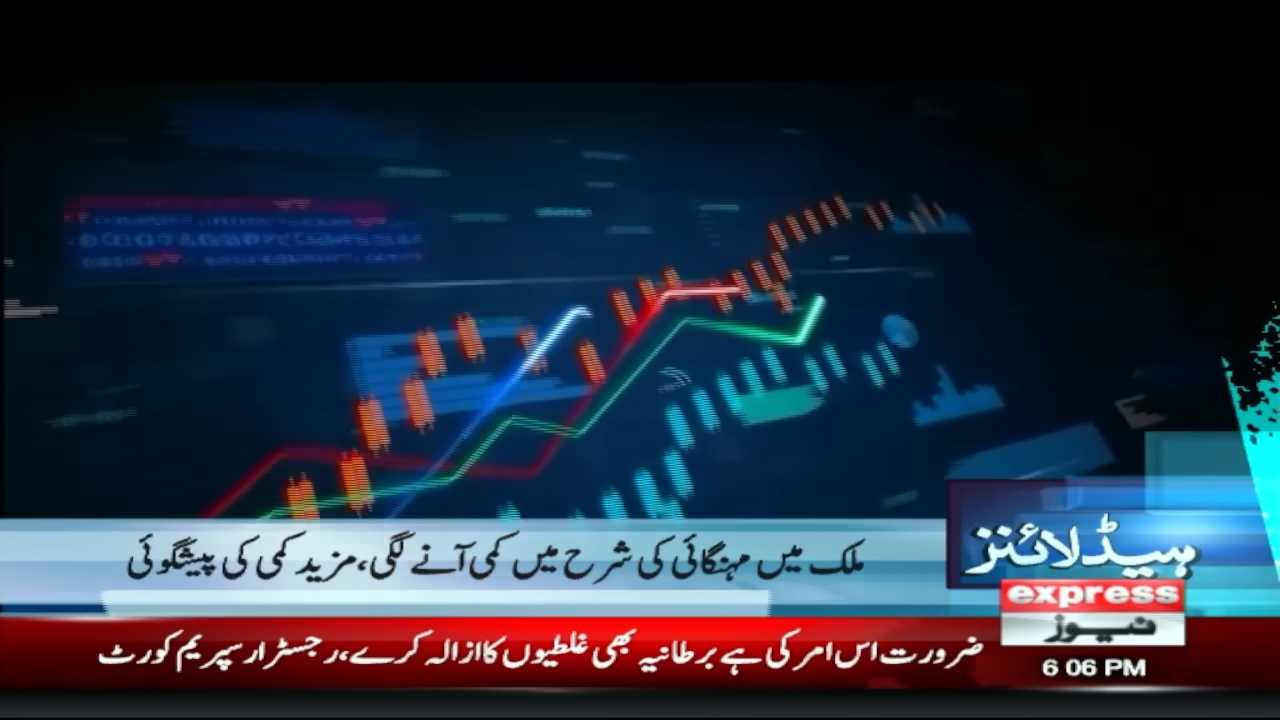 ہیڈلائنز
ملک میں مہنگائی کی شرح میں کمی آنے لگی، مزید کمی کی پیشگوئی
express
نیوز
ضرورت اس امر کی ہے برطانیہ بھی غلطیوں کا ازالہ کرے، رجسٹرار سپریم کورٹ
6 06 PM